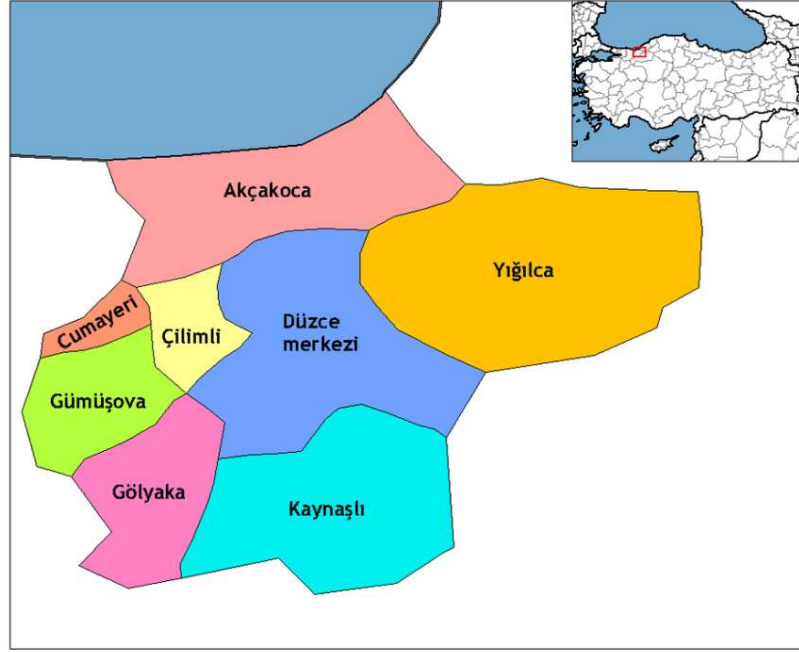 Akçakoca
Yığılca
Cumayeri
Çilimli
Düzce
merkezi
Gümüşova
Gölyaka
Kaynaşlı